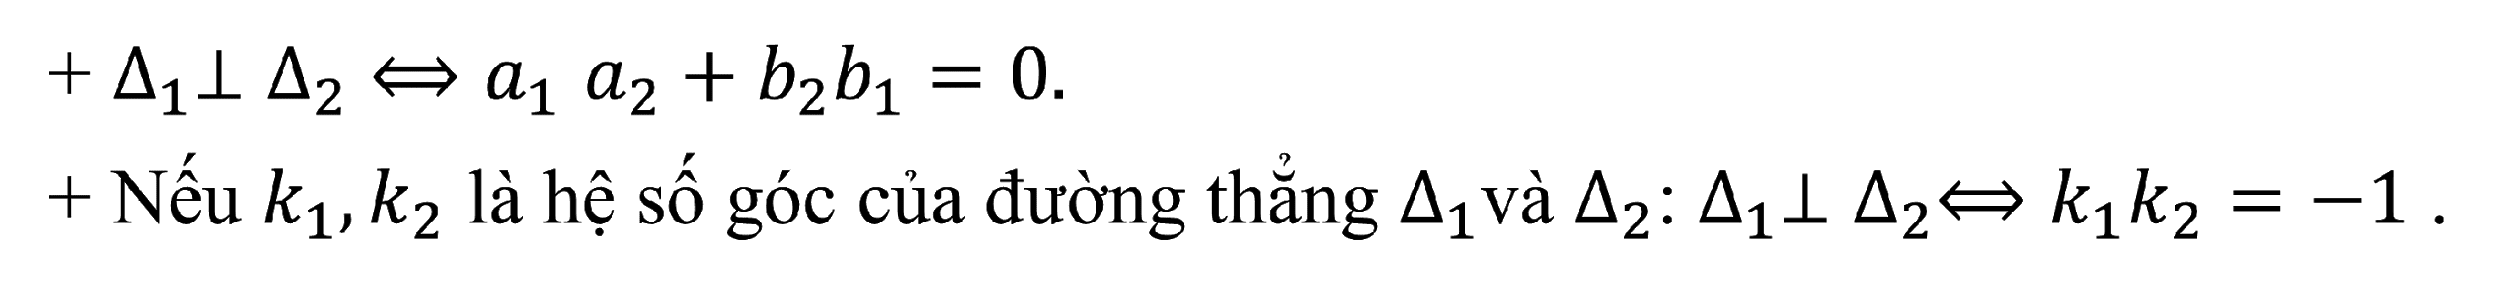 + Δ₁⊥ Δ₂ ⟺ a₁ a₂ + b₂b₁ = 0.
+ Nếu k₁, k₂ là hệ số góc của đường thẳng Δ₁và Δ₂: Δ₁⊥ Δ₂⟺ k₁k₂ = −1 .